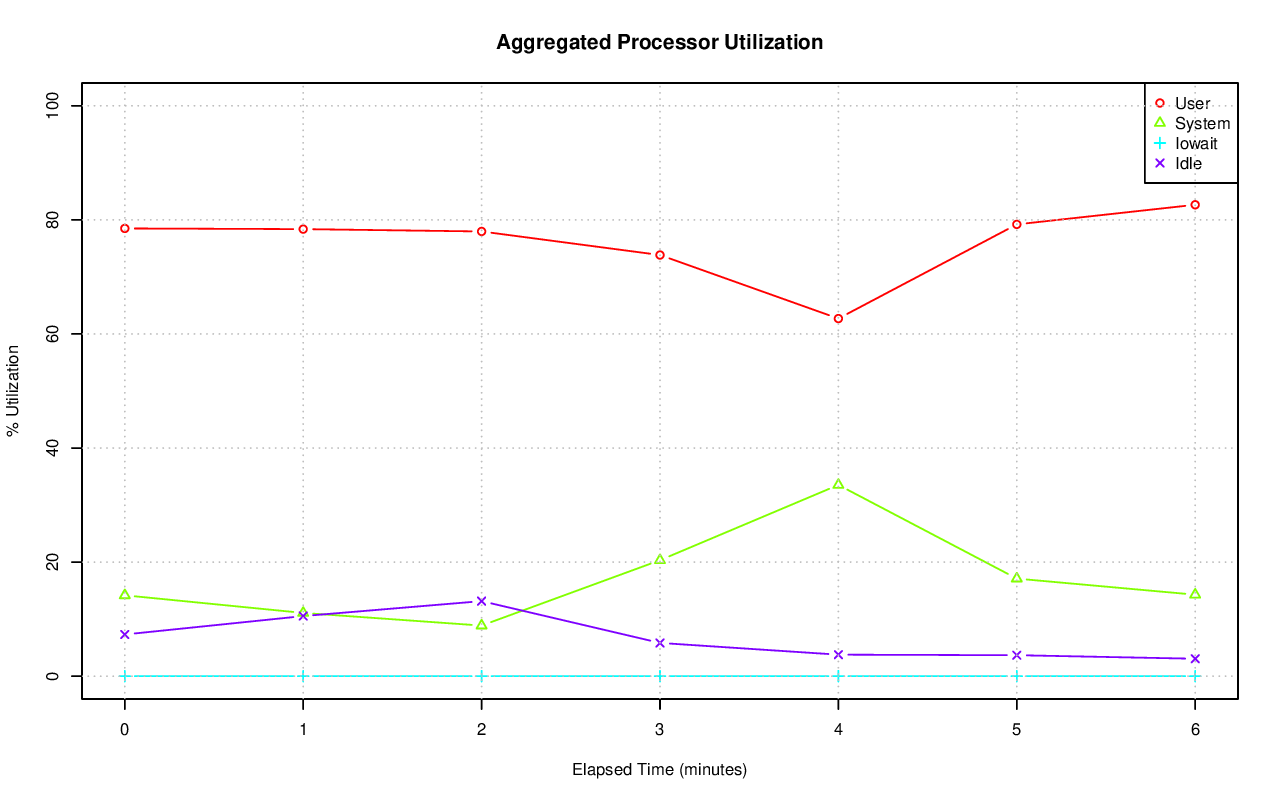 Aggregated Processor Utilization
% Utilization
100
80
60
40
20
0
User
System
Iowait
Idle
0 1 2 3 4 5 6
Elapsed Time (minutes)